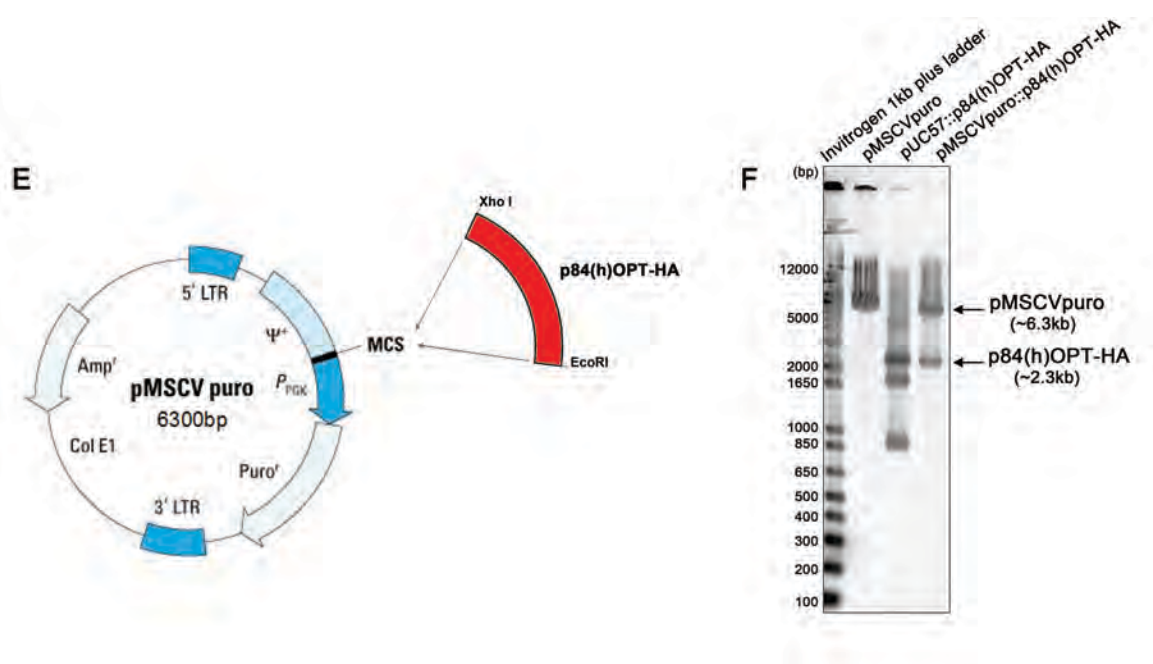 E
Xho I
p84(h)OPT-HA
EcoRI
MCS
5' LTR
Ψ+
PPGK
Ampr
pMSCV puro
6300bp
Col E1
Puror
3' LTR
F
Invitrogen 1kb plus ladder
pMSCVpuro
pUC57::p84(h)OPT-HA
pMSCVpuro::p84(h)OPT-HA
(bp)
12000
5000
2000
1650
1000
850
650
500
400
300
200
100
pMSCVpuro
(~6.3kb)
p84(h)OPT-HA
(~2.3kb)